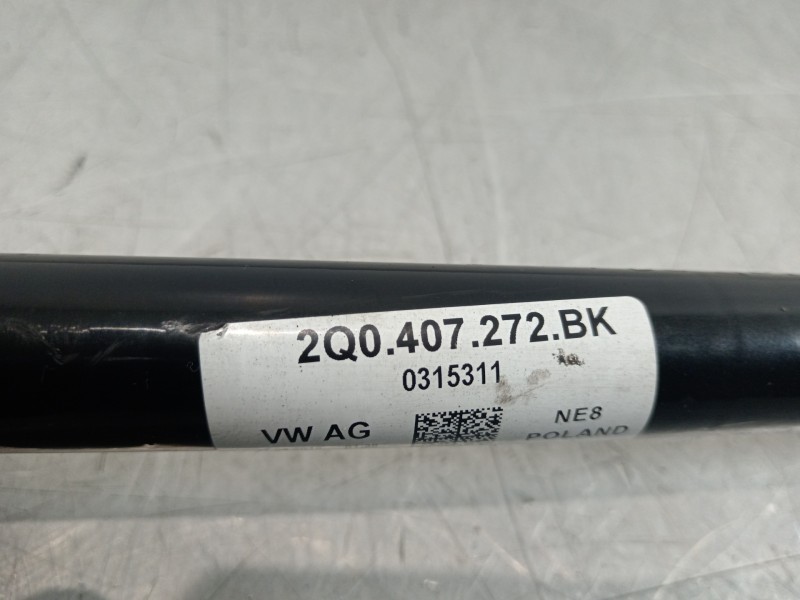 2Q0.407.272.BK
0315311
VW AG
NE8
POLAND